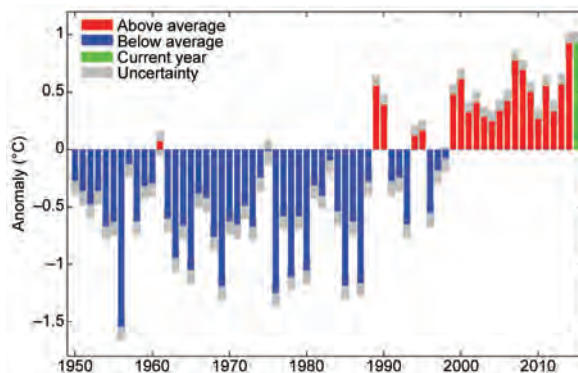 Above average
Below average
Current year
Uncertainty
Anomaly (°C)
1
0.5
0
−0.5
−1
−1.5
1950 1960 1970 1980 1990 2000 2010